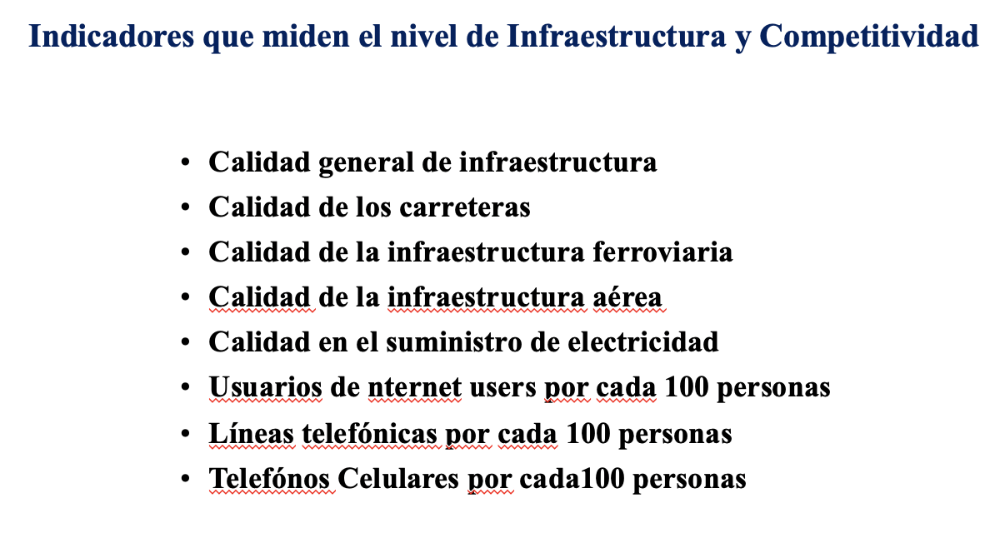 Indicadores que miden el nivel de Infraestructura y Competitividad
• Calidad general de infraestructura
• Calidad de los carreteras
• Calidad de la infraestructura ferroviaria
• Calidad de la infraestructura aérea
• Calidad en el suministro de electricidad
• Usuarios de nternet users por cada 100 personas
• Líneas telefónicas por cada 100 personas
• Telefónos Celulares por cada100 personas